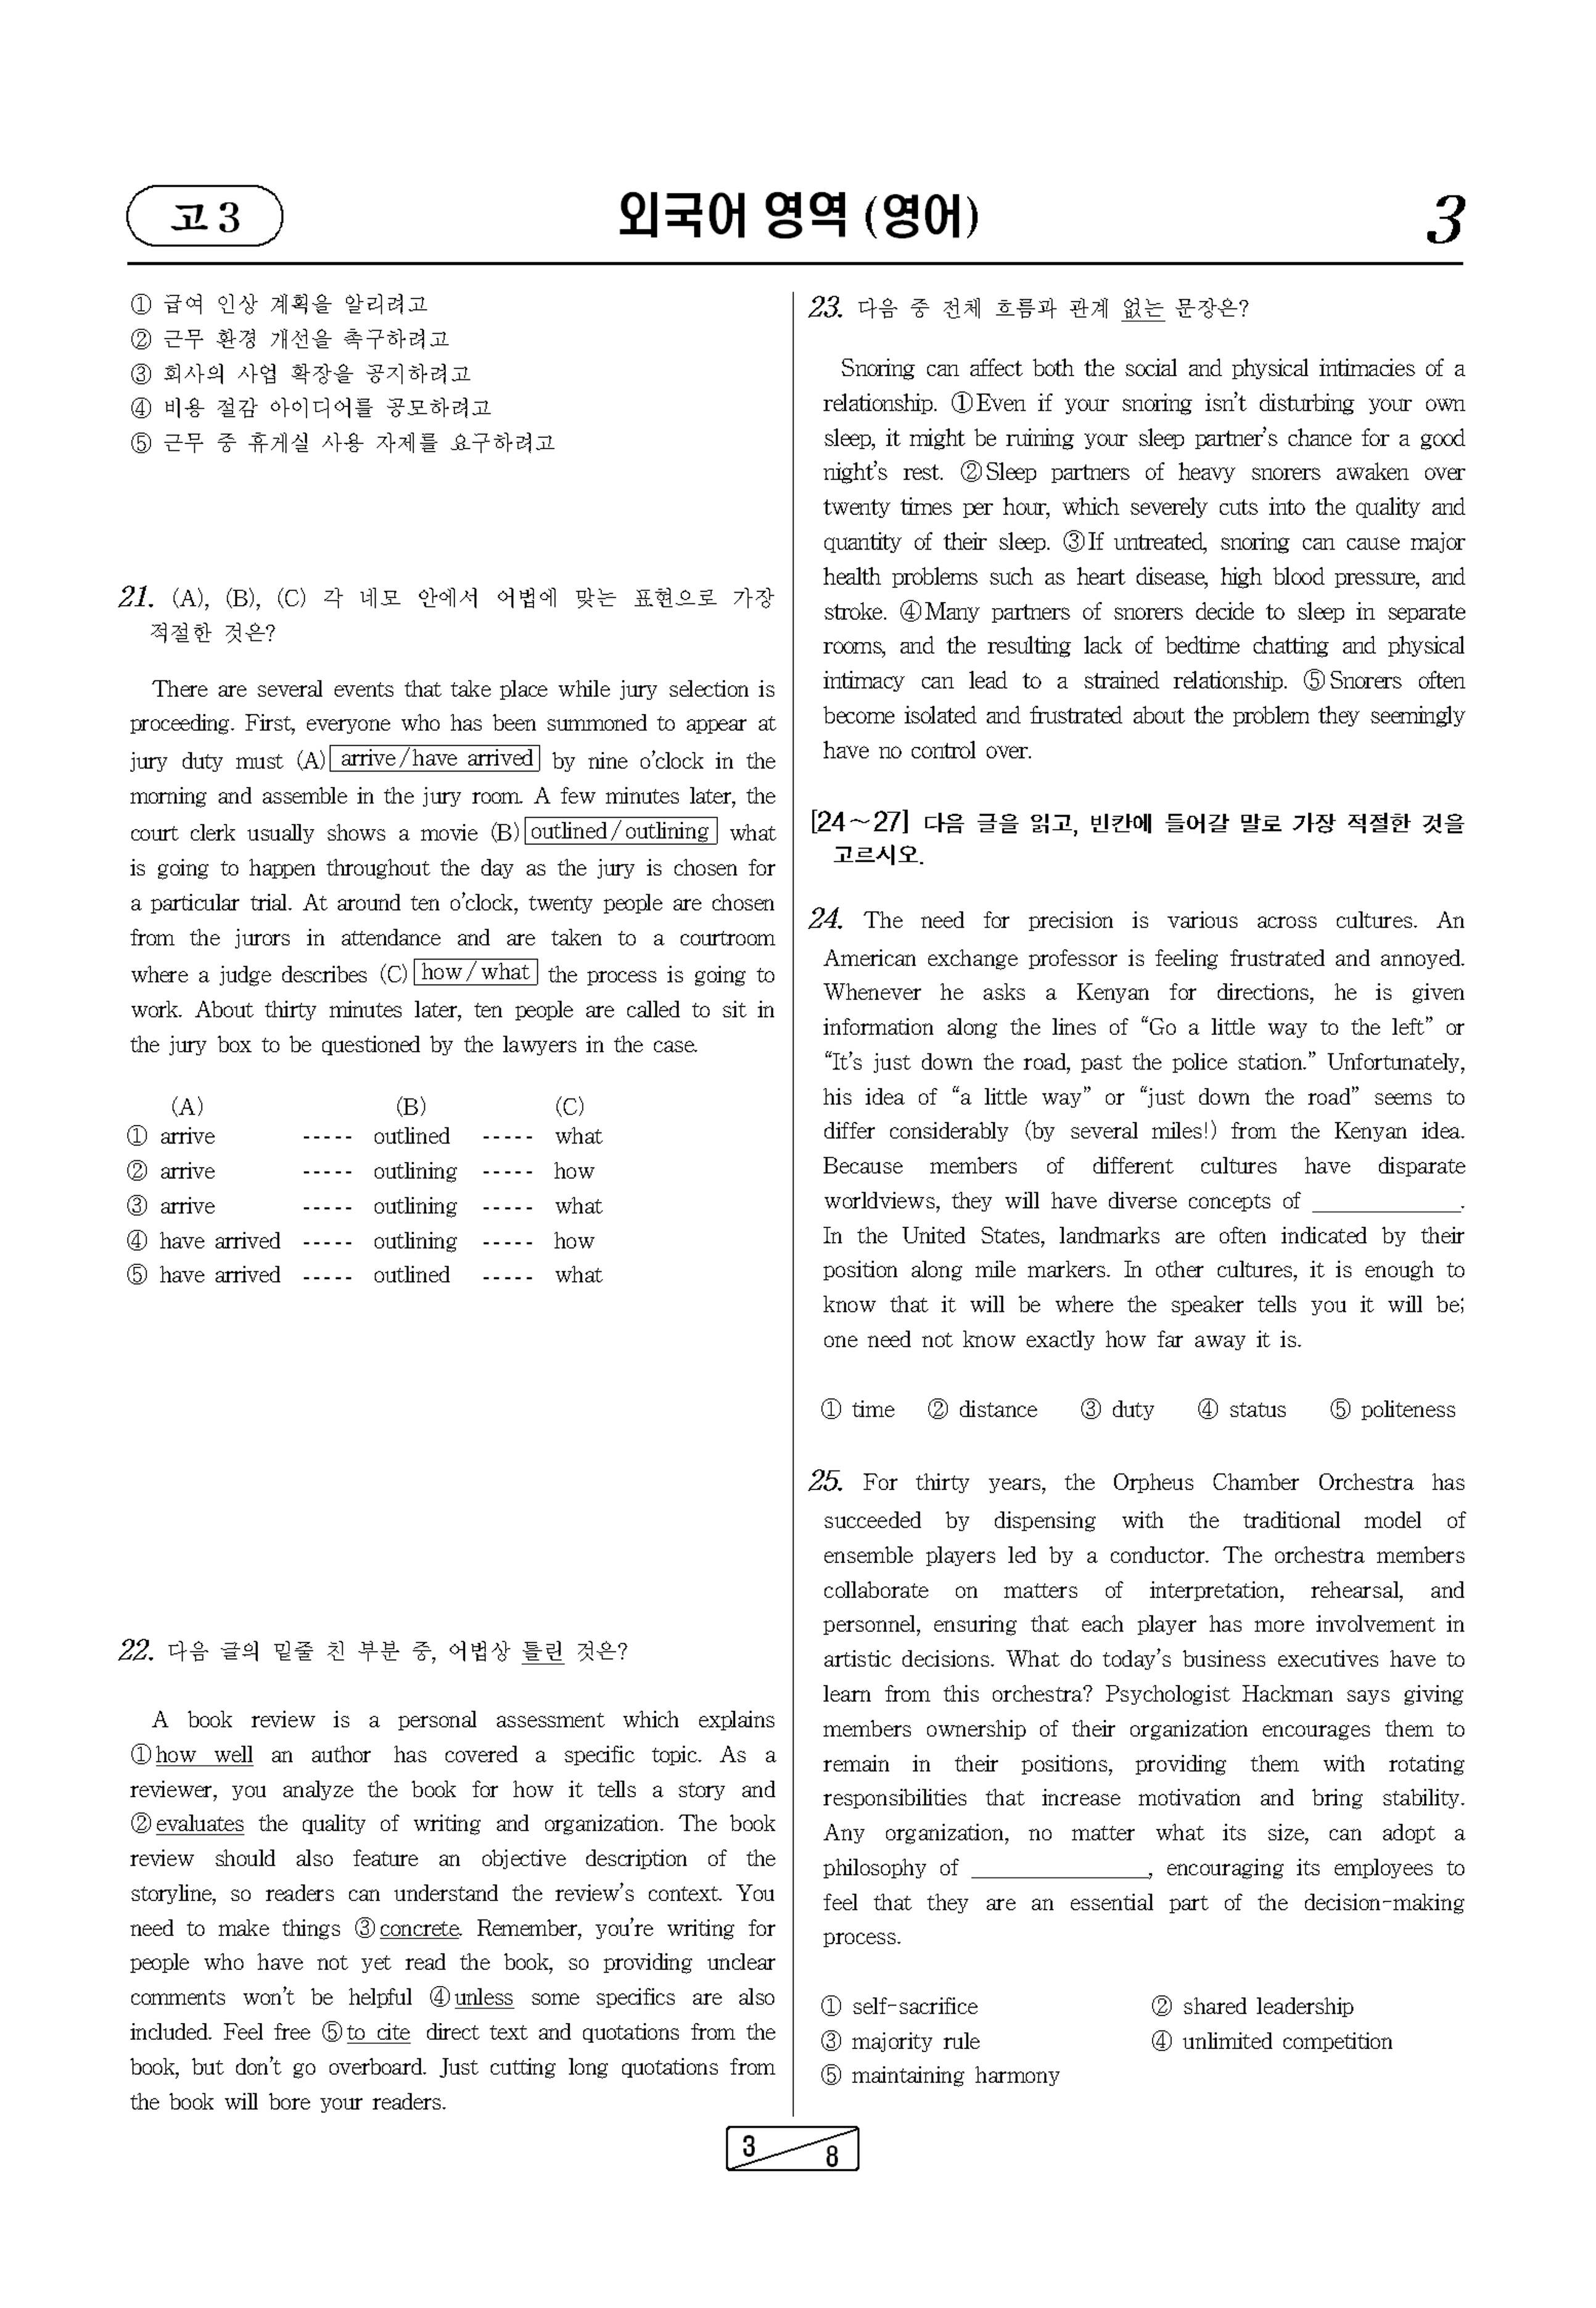 고 3
외국어 영역 (영어)
3
① 급여 인상 계획을 알리려고
② 근무 환경 개선을 촉구하려고
③ 회사의 사업 확장을 공지하려고
④ 비용 절감 아이디어를 공모하려고
⑤ 근무 중 휴게실 사용 자제를 요구하려고
21. (A), (B), (C) 각 네모 안에서 어법에 맞는 표현으로 가장
적절한 것은?
There are several events that take place while jury selection is
proceeding. First, everyone who has been summoned to appear at
jury duty must (A) arrive/have arrived by nine o'clock in the
morning and assemble in the jury room. A few minutes later, the
court clerk usually shows a movie (B) outlined/outlining what
is going to happen throughout the day as the jury is chosen for
a particular trial. At around ten o'clock, twenty people are chosen
from the jurors in attendance and are taken to a courtroom
where a judge describes (C) how/what the process is going to
work. About thirty minutes later, ten people are called to sit in
the jury box to be questioned by the lawyers in the case.
(A) (B) (C)
① arrive ----- outlined ----- what
② arrive ----- outlining ----- how
③ arrive ----- outlining ----- what
④ have arrived ----- outlining ----- how
⑤ have arrived ----- outlined ----- what
22. 다음 글의 밑줄 친 부분 중, 어법상 틀린 것은?
A book review is a personal assessment which explains
①how well an author has covered a specific topic. As a
reviewer, you analyze the book for how it tells a story and
②evaluates the quality of writing and organization. The book
review should also feature an objective description of the
storyline, so readers can understand the review's context. You
need to make things ③concrete. Remember, you're writing for
people who have not yet read the book, so providing unclear
comments won't be helpful ④unless some specifics are also
included. Feel free ⑤to cite direct text and quotations from the
book, but don't go overboard. Just cutting long quotations from
the book will bore your readers.
23. 다음 중 전체 흐름과 관계 없는 문장은?
Snoring can affect both the social and physical intimacies of a
relationship. ①Even if your snoring isn't disturbing your own
sleep, it might be ruining your sleep partner's chance for a good
night's rest. ②Sleep partners of heavy snorers awaken over
twenty times per hour, which severely cuts into the quality and
quantity of their sleep. ③If untreated, snoring can cause major
health problems such as heart disease, high blood pressure, and
stroke. ④Many partners of snorers decide to sleep in separate
rooms, and the resulting lack of bedtime chatting and physical
intimacy can lead to a strained relationship. ⑤Snorers often
become isolated and frustrated about the problem they seemingly
have no control over.
[24～27] 다음 글을 읽고, 빈칸에 들어갈 말로 가장 적절한 것을
고르시오.
24. The need for precision is various across cultures. An
American exchange professor is feeling frustrated and annoyed.
Whenever he asks a Kenyan for directions, he is given
information along the lines of "Go a little way to the left" or
"It's just down the road, past the police station." Unfortunately,
his idea of "a little way" or "just down the road" seems to
differ considerably (by several miles!) from the Kenyan idea.
Because members of different cultures have disparate
worldviews, they will have diverse concepts of ____________.
In the United States, landmarks are often indicated by their
position along mile markers. In other cultures, it is enough to
know that it will be where the speaker tells you it will be;
one need not know exactly how far away it is.
① time ② distance ③ duty ④ status ⑤ politeness
25. For thirty years, the Orpheus Chamber Orchestra has
succeeded by dispensing with the traditional model of
ensemble players led by a conductor. The orchestra members
collaborate on matters of interpretation, rehearsal, and
personnel, ensuring that each player has more involvement in
artistic decisions. What do today's business executives have to
learn from this orchestra? Psychologist Hackman says giving
members ownership of their organization encourages them to
remain in their positions, providing them with rotating
responsibilities that increase motivation and bring stability.
Any organization, no matter what its size, can adopt a
philosophy of ______________, encouraging its employees to
feel that they are an essential part of the decision-making
process.
① self-sacrifice ② shared leadership
③ majority rule ④ unlimited competition
⑤ maintaining harmony
3
8